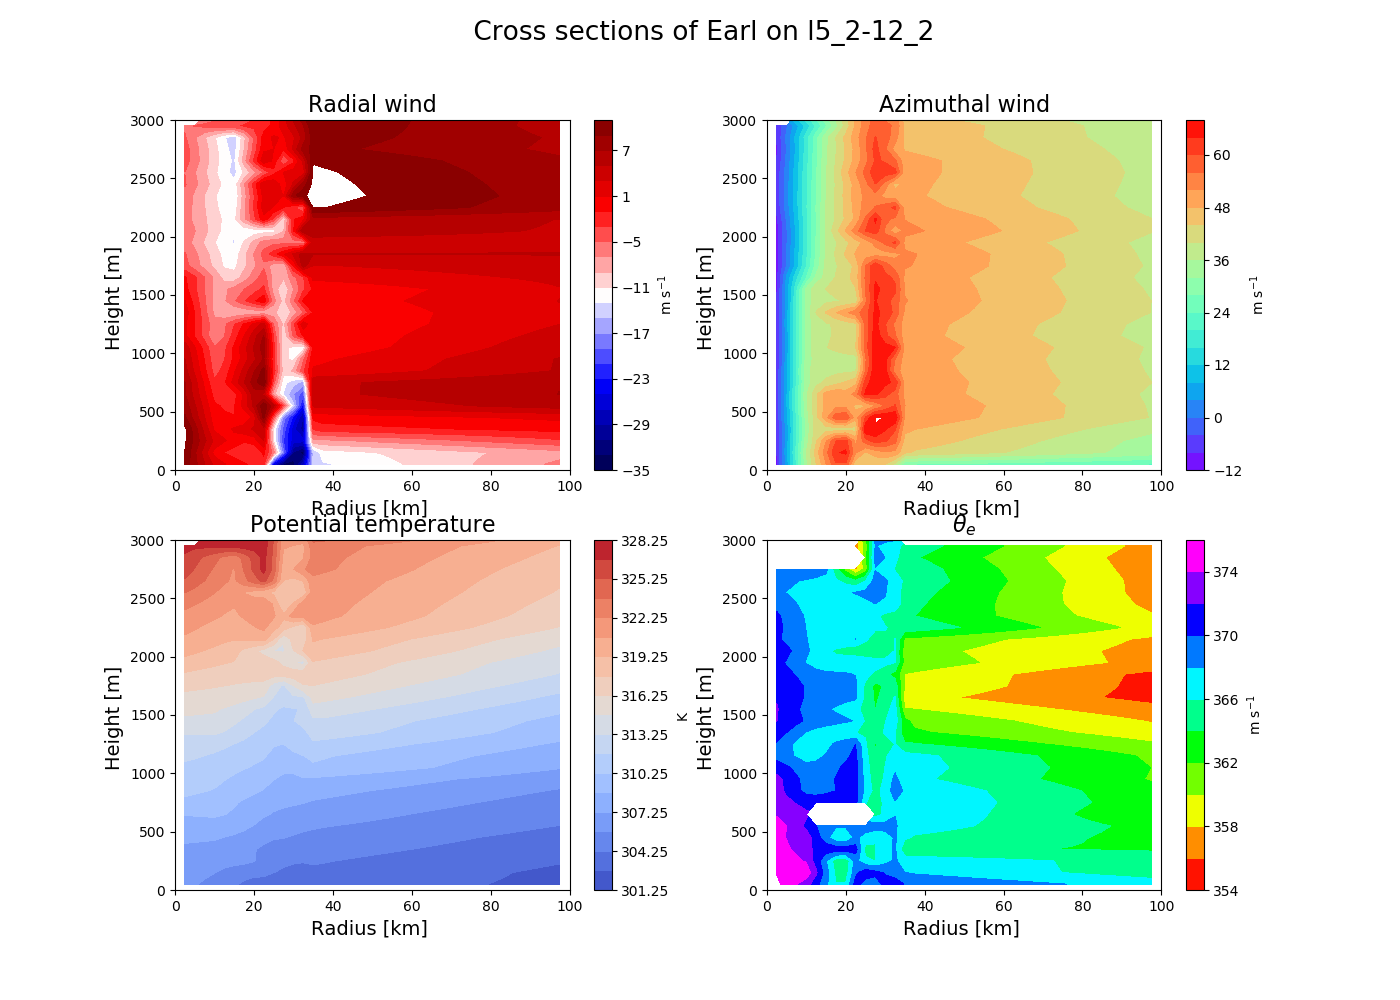 Cross sections of Earl on l5_2-12_2
Radial wind
Azimuthal wind
3000
2500
2000
1500
1000
500
0
Height [m]
0 20 40 60 80 100
Radius [km]
7
1
−5
−11
−17
−23
−29
−35
m s⁻¹
3000
2500
2000
1500
1000
500
0
Height [m]
0 20 40 60 80 100
Radius [km]
60
48
36
24
12
0
−12
m s⁻¹
Potential temperature
θₑ
3000
2500
2000
1500
1000
500
0
Height [m]
0 20 40 60 80 100
Radius [km]
328.25
325.25
322.25
319.25
316.25
313.25
310.25
307.25
304.25
301.25
K
3000
2500
2000
1500
1000
500
0
Height [m]
0 20 40 60 80 100
Radius [km]
374
370
366
362
358
354
m s⁻¹